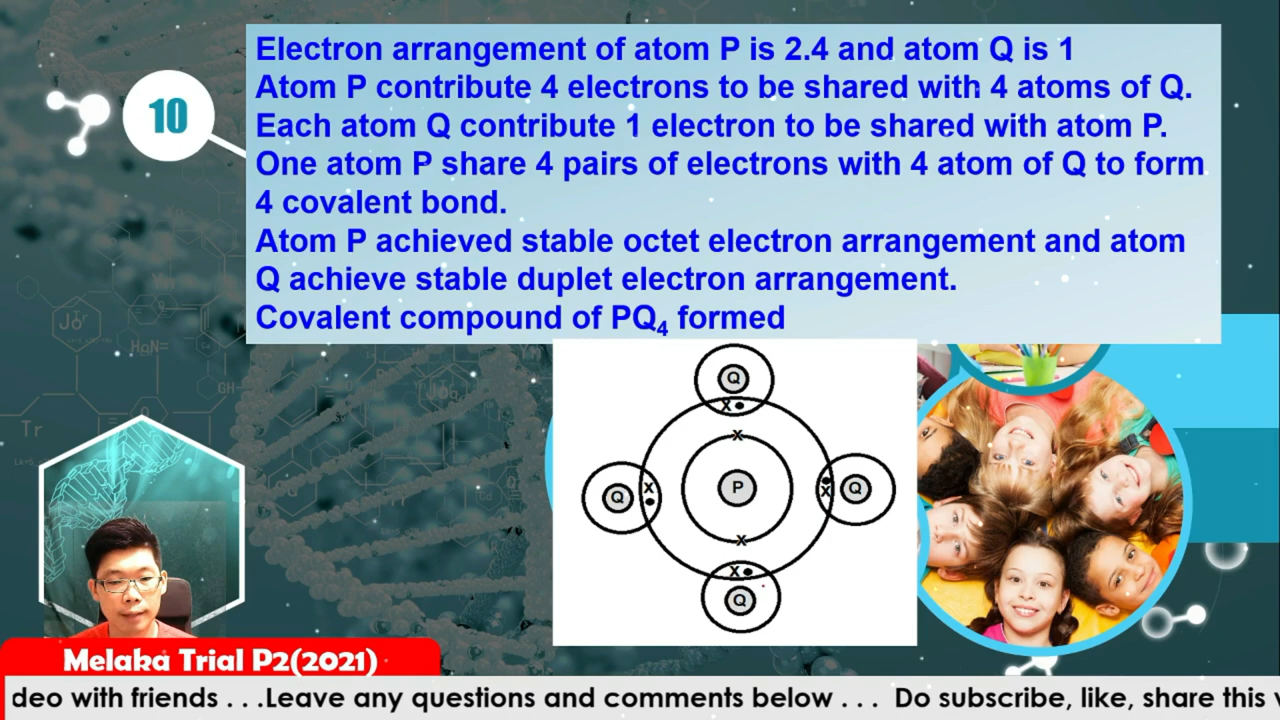 10
Electron arrangement of atom P is 2.4 and atom Q is 1
Atom P contribute 4 electrons to be shared with 4 atoms of Q.
Each atom Q contribute 1 electron to be shared with atom P.
One atom P share 4 pairs of electrons with 4 atom of Q to form
4 covalent bond.
Atom P achieved stable octet electron arrangement and atom
Q achieve stable duplet electron arrangement.
Covalent compound of PQ₄ formed
Q
X
X
Q
X
P
X
Q
X
X
Q
Melaka Trial P2(2021)
deo with friends . . .Leave any questions and comments below . . .  Do subscribe, like, share this